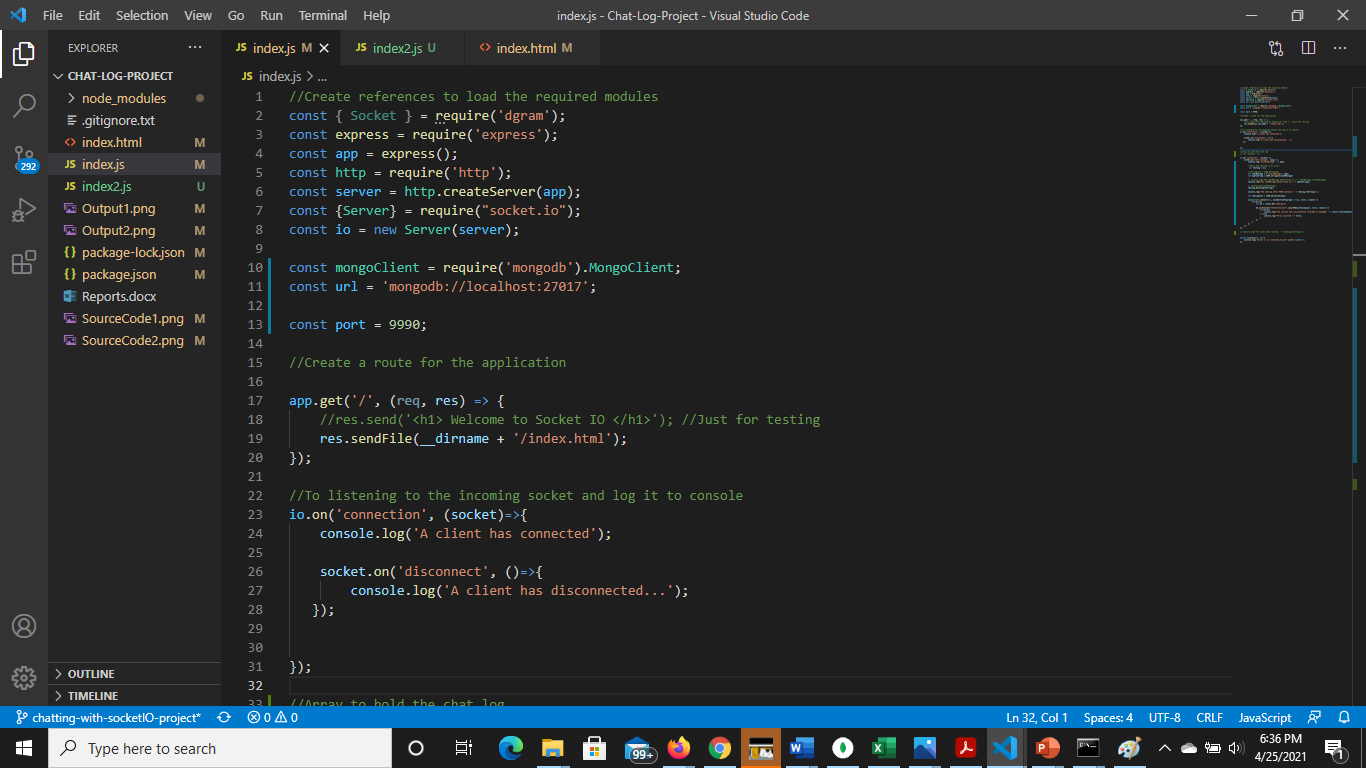 File Edit Selection View Go Run Terminal Help
index.js - Chat-Log-Project - Visual Studio Code
EXPLORER
JS index.js M
JS index2.js U
<> index.html M
CHAT-LOG-PROJECT
node_modules
.gitignore.txt
<> index.html M
JS index.js M
JS index2.js U
Output1.png M
Output2.png M
{} package-lock.json M
{} package.json M
Reports.docx
SourceCode1.png M
SourceCode2.png M
OUTLINE
TIMELINE
292
JS index.js > ...
1 //Create references to load the required modules
2 const { Socket } = require('dgram');
3 const express = require('express');
4 const app = express();
5 const http = require('http');
6 const server = http.createServer(app);
7 const {Server} = require("socket.io");
8 const io = new Server(server);
9
10 const mongoClient = require('mongodb').MongoClient;
11 const url = 'mongodb://localhost:27017';
12
13 const port = 9990;
14
15 //Create a route for the application
16
17 app.get('/', (req, res) => {
18 //res.send('<h1> Welcome to Socket IO </h1>'); //Just for testing
19 res.sendFile(__dirname + '/index.html');
20 });
21
22 //To listening to the incoming socket and log it to console
23 io.on('connection', (socket)=>{
24 console.log('A client has connected');
25
26 socket.on('disconnect', ()=>{
27 console.log('A client has disconnected...');
28 });
29
30
31 });
32
33 //Array to hold the chat log
chatting-with-socketIO-project* 0 0
Ln 32, Col 1 Spaces: 4 UTF-8 CRLF JavaScript
Type here to search
99+
6:36 PM
4/25/2021
1